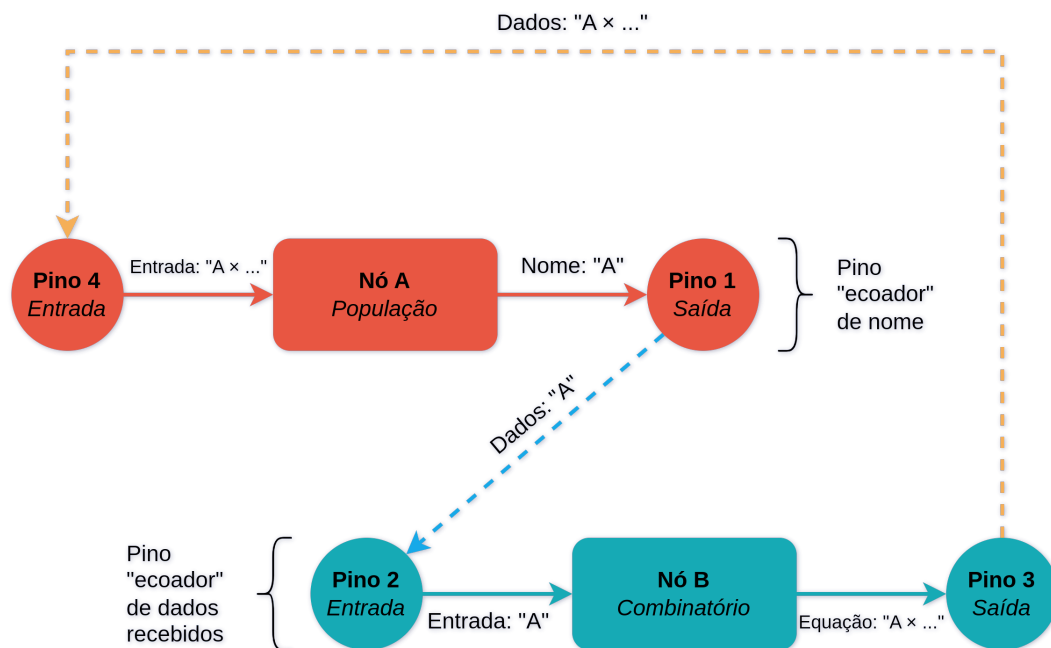 Dados: "A × ..."
Pino 4
Entrada
Entrada: "A × ..."
Nó A
População
Nome: "A"
Pino 1
Saída
Pino
"ecoador"
de nome
Dados: "A"
Pino
"ecoador"
de dados
recebidos
Pino 2
Entrada
Entrada: "A"
Nó B
Combinatório
Equação: "A × ..."
Pino 3
Saída